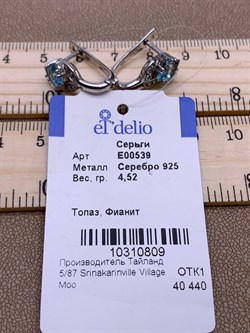 el'delio
Серьги
Арт E00539
Металл Серебро 925
Вес, гр. 4,52
Топаз, Фианит
10310809
Производитель Тайланд
5/87 Srinakarinville Village
Моо
ОТК1
40 440